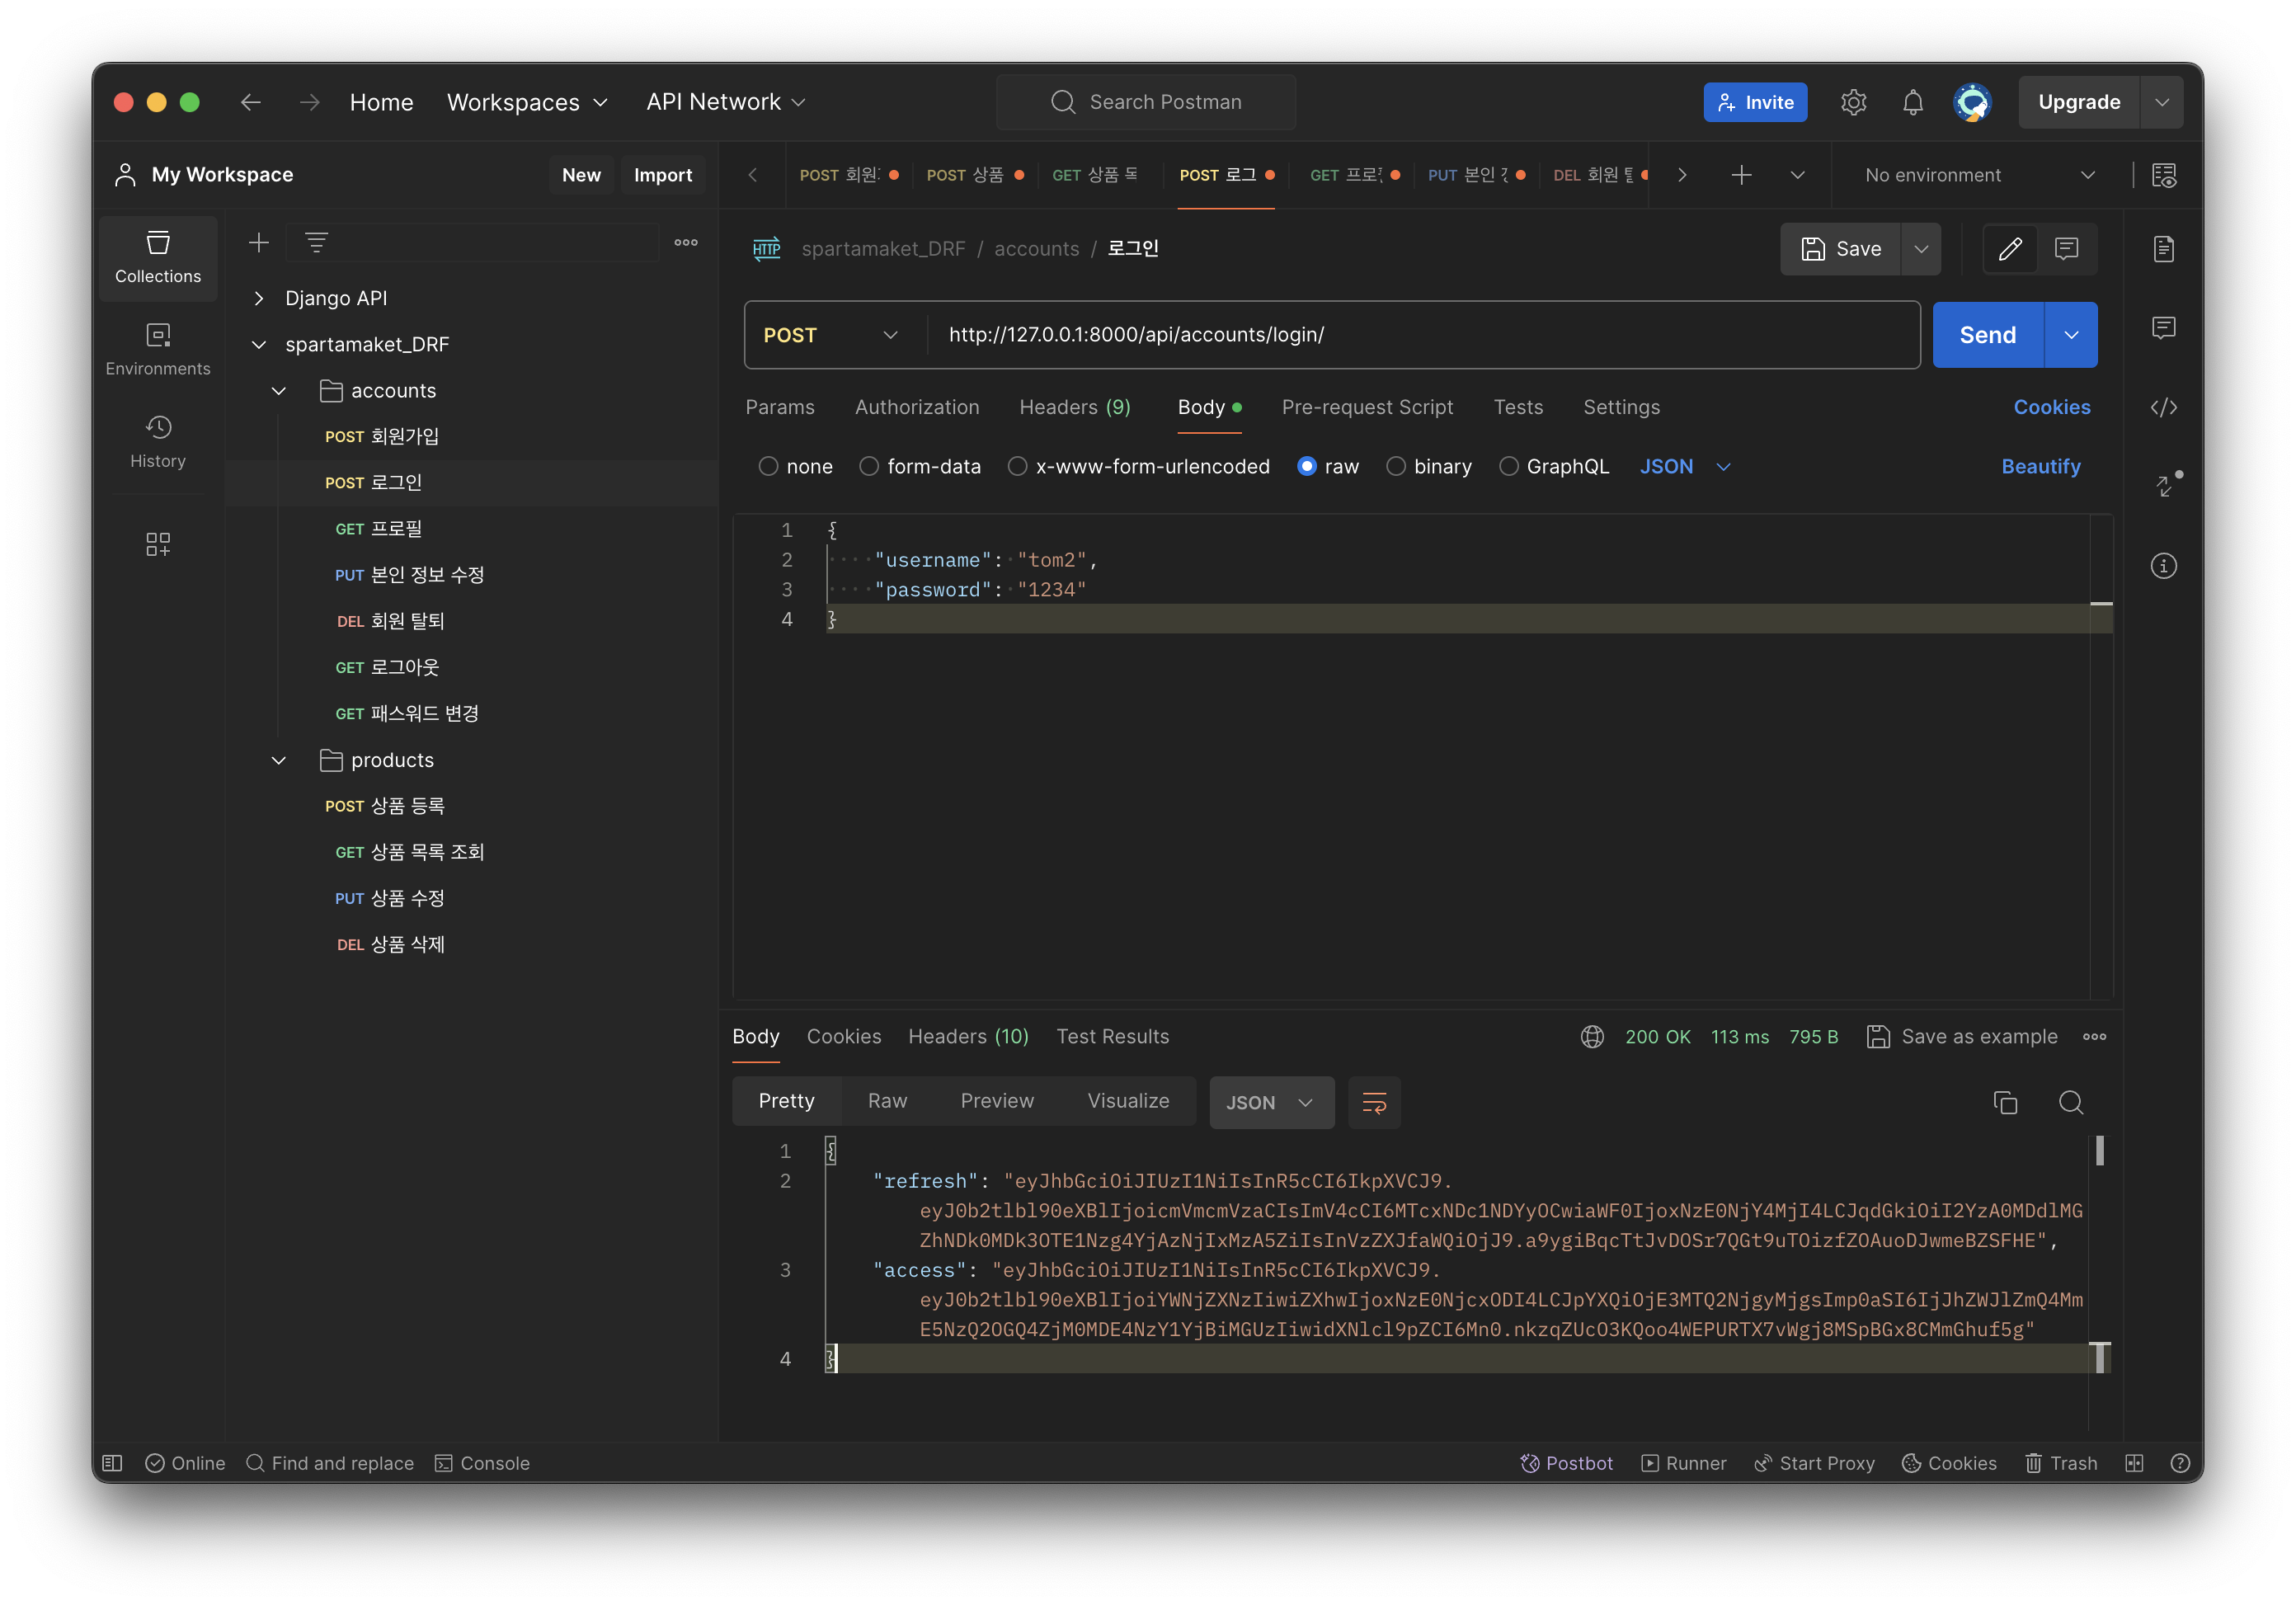 Home Workspaces API Network Search Postman Invite Upgrade
My Workspace New Import
POST 회원 POST 상품 GET 상품 목 POST 로그 GET 프로 PUT 본인 DEL 회원 No environment
Collections
Environments
History
Django API
spartamaket_DRF
accounts
POST 회원가입
POST 로그인
GET 프로필
PUT 본인 정보 수정
DEL 회원 탈퇴
GET 로그아웃
GET 패스워드 변경
products
POST 상품 등록
GET 상품 목록 조회
PUT 상품 수정
DEL 상품 삭제
HTTP spartamaket_DRF / accounts / 로그인 Save
POST http://127.0.0.1:8000/api/accounts/login/ Send
Params Authorization Headers (9) Body Pre-request Script Tests Settings Cookies
none form-data x-www-form-urlencoded raw binary GraphQL JSON Beautify
1 {
2 "username": "tom2",
3 "password": "1234"
4 }
Body Cookies Headers (10) Test Results 200 OK 113 ms 795 B Save as example
Pretty Raw Preview Visualize JSON
1 {
2 "refresh": "eyJhbGciOiJIUzI1NiIsInR5cCI6IkpXVCJ9.
eyJ0b2tlbl90eXBlIjoicmVmcmVzaCIsImV4cCI6MTcxNDc1NDYyOCwiaWF0IjoxNzE0NjY4MjI4LCJqdGkiOiI2YzA0MDdlMG
ZhNDk0MDk3OTE1Nzg4YjAzNjIxMzA5ZiIsInVzZXJfaWQiOjJ9.a9ygiBqcTtJvDOSr7QGt9uTOizfZOAuoDJwmeBZSFHE",
3 "access": "eyJhbGciOiJIUzI1NiIsInR5cCI6IkpXVCJ9.
eyJ0b2tlbl90eXBlIjoiYWNjZXNzIiwiZXhwIjoxNzE0NjcxODI4LCJpYXQiOjE3MTQ2NjgyMjgsImp0aSI6IjJhZWJlZmQ4Mm
E5NzQ2OGQ4ZjM0MDE4NzY1YjBiMGUzIiwidXNlcl9pZCI6Mn0.nkzqZUcO3KQoo4WEPURTX7vWgj8MSpBGx8CMmGhuf5g"
4 }
Online Find and replace Console Postbot Runner Start Proxy Cookies Trash